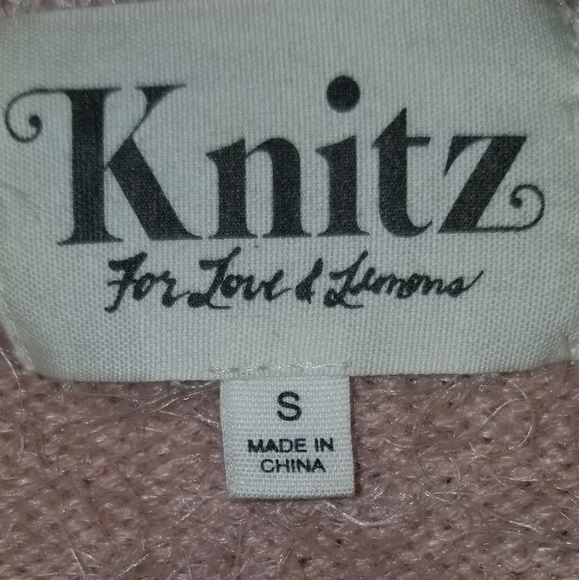 Knitz
For Love & Lemons
S
MADE IN
CHINA